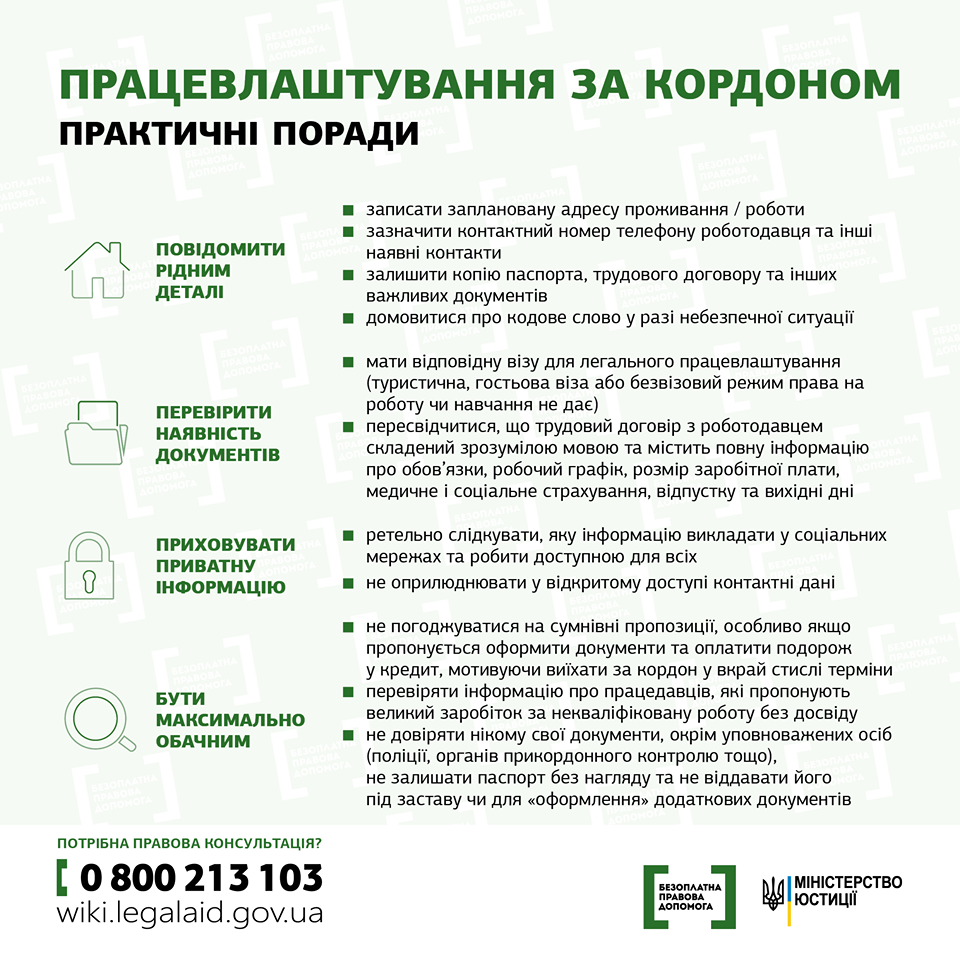 ПРАЦЕВЛАШТУВАННЯ ЗА КОРДОНОМ
ПРАКТИЧНІ ПОРАДИ
ПОВІДОМИТИ
РІДНИМ
ДЕТАЛІ
■ записати заплановану адресу проживання / роботи
■ зазначити контактний номер телефону роботодавця та інші
наявні контакти
■ залишити копію паспорта, трудового договору та інших
важливих документів
■ домовитися про кодове слово у разі небезпечної ситуації
ПЕРЕВІРИТИ
НАЯВНІСТЬ
ДОКУМЕНТІВ
■ мати відповідну візу для легального працевлаштування
(туристична, гостьова віза або безвізовий режим права на
роботу чи навчання не дає)
■ пересвідчитися, що трудовий договір з роботодавцем
складений зрозумілою мовою та містить повну інформацію
про обов’язки, робочий графік, розмір заробітної плати,
медичне і соціальне страхування, відпустку та вихідні дні
ПРИХОВУВАТИ
ПРИВАТНУ
ІНФОРМАЦІЮ
■ ретельно слідкувати, яку інформацію викладати у соціальних
мережах та робити доступною для всіх
■ не оприлюднювати у відкритому доступі контактні дані
БУТИ
МАКСИМАЛЬНО
ОБАЧНИМ
■ не погоджуватися на сумнівні пропозиції, особливо якщо
пропонується оформити документи та оплатити подорож
у кредит, мотивуючи виїхати за кордон у вкрай стислі терміни
■ перевіряти інформацію про працедавців, які пропонують
великий заробіток за некваліфіковану роботу без досвіду
■ не довіряти нікому свої документи, окрім уповноважених осіб
(поліції, органів прикордонного контролю тощо),
не залишати паспорт без нагляду та не віддавати його
під заставу чи для «оформлення» додаткових документів
ПОТРІБНА ПРАВОВА КОНСУЛЬТАЦІЯ?
0 800 213 103
wiki.legalaid.gov.ua
БЕЗОПЛАТНА
ПРАВОВА
ДОПОМОГА
МІНІСТЕРСТВО
ЮСТИЦІЇ